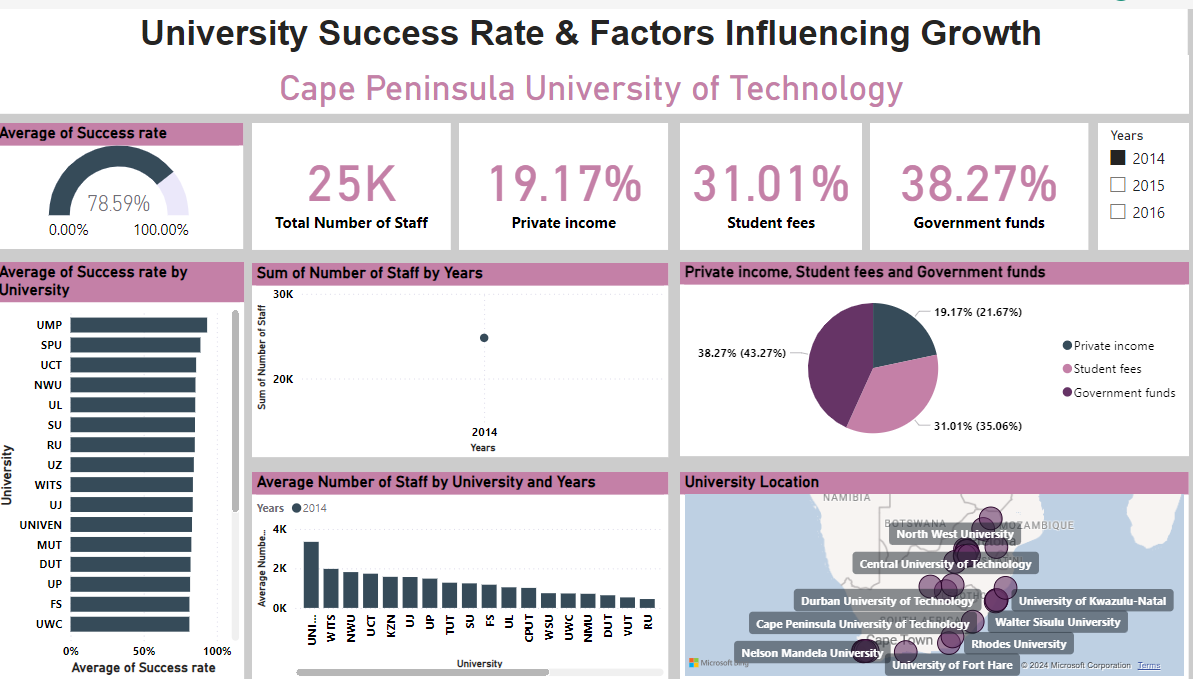 University Success Rate & Factors Influencing Growth
Cape Peninsula University of Technology
Average of Success rate
78.59%
0.00%
100.00%
25K
Total Number of Staff
19.17%
Private income
31.01%
Student fees
38.27%
Government funds
Years
2014
2015
2016
Average of Success rate by
University
University
UMP
SPU
UCT
NWU
UL
SU
RU
UZ
WITS
UJ
UNIVEN
MUT
DUT
UP
FS
UWC
0%
50%
100%
Average of Success rate
Sum of Number of Staff by Years
Sum of Number of Staff
30K
20K
2014
Years
Private income, Student fees and Government funds
19.17% (21.67%)
38.27% (43.27%)
31.01% (35.06%)
Private income
Student fees
Government funds
Average Number of Staff by University and Years
Years
2014
Average Numbe...
4K
2K
0K
UNI...
WITS
NWU
UCT
KZN
UJ
UP
TUT
SU
FS
UL
CPUT
WSU
UWC
NMU
DUT
VUT
RU
University
University Location
NAMIBIA
BOTSWANA
MOZAMBIQUE
North West University
Central University of Technology
Durban University of Technology
University of Kwazulu-Natal
Cape Peninsula University of Technology
Walter Sisulu University
Cape Town
Rhodes University
Nelson Mandela University
University of Fort Hare
Microsoft Bing
© 2024 Microsoft Corporation
Terms